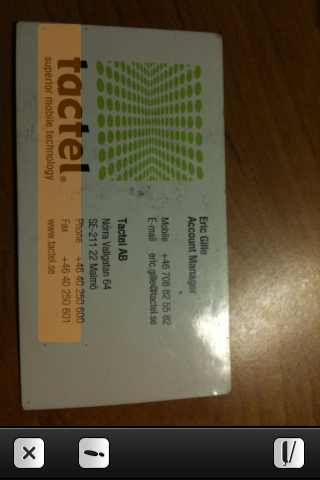 tactel®
superior mobile technology
Eric Gille
Account Manager
Mobile +46 708 82 55 82
E-mail eric.gille@tactel.se
Tactel AB
Norra Vallgatan 64
SE-211 22 Malmö
Phone +46 40 250 600
Fax +46 40 250 601
www.tactel.se